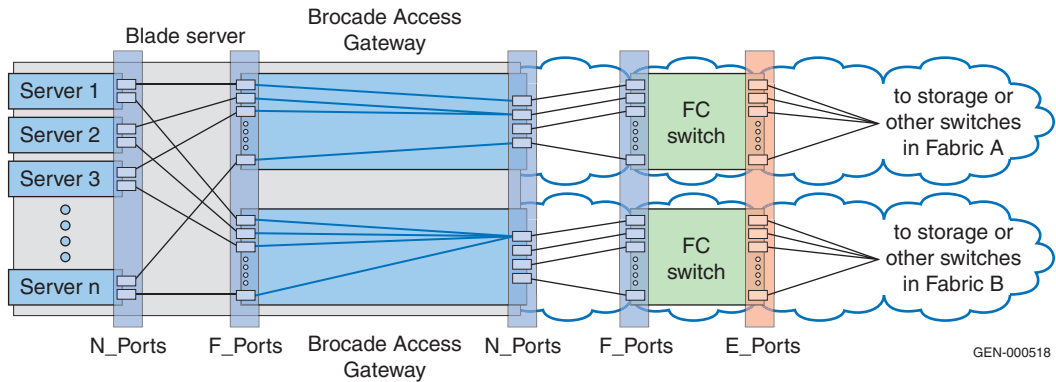 Brocade Access
Gateway
Blade server
Server 1
Server 2
Server 3
Server n
FC
switch
to storage or
other switches
in Fabric A
FC
switch
to storage or
other switches
in Fabric B
N_Ports
F_Ports
Brocade Access
Gateway
N_Ports
F_Ports
E_Ports
GEN-000518